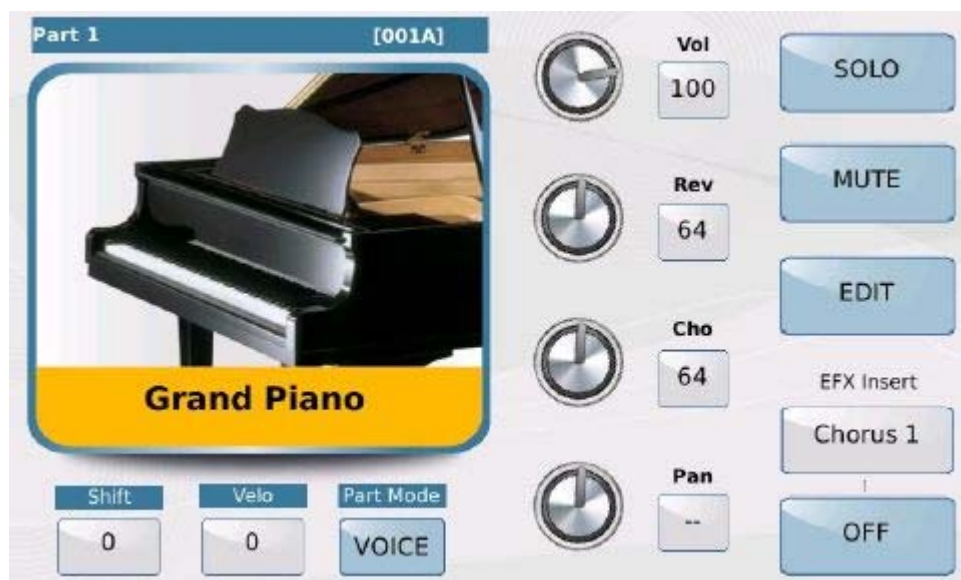 Part 1 [001A]
Grand Piano
Shift
0
Velo
0
Part Mode
VOICE
Vol
100
Rev
64
Cho
64
Pan
--
SOLO
MUTE
EDIT
EFX Insert
Chorus 1
OFF